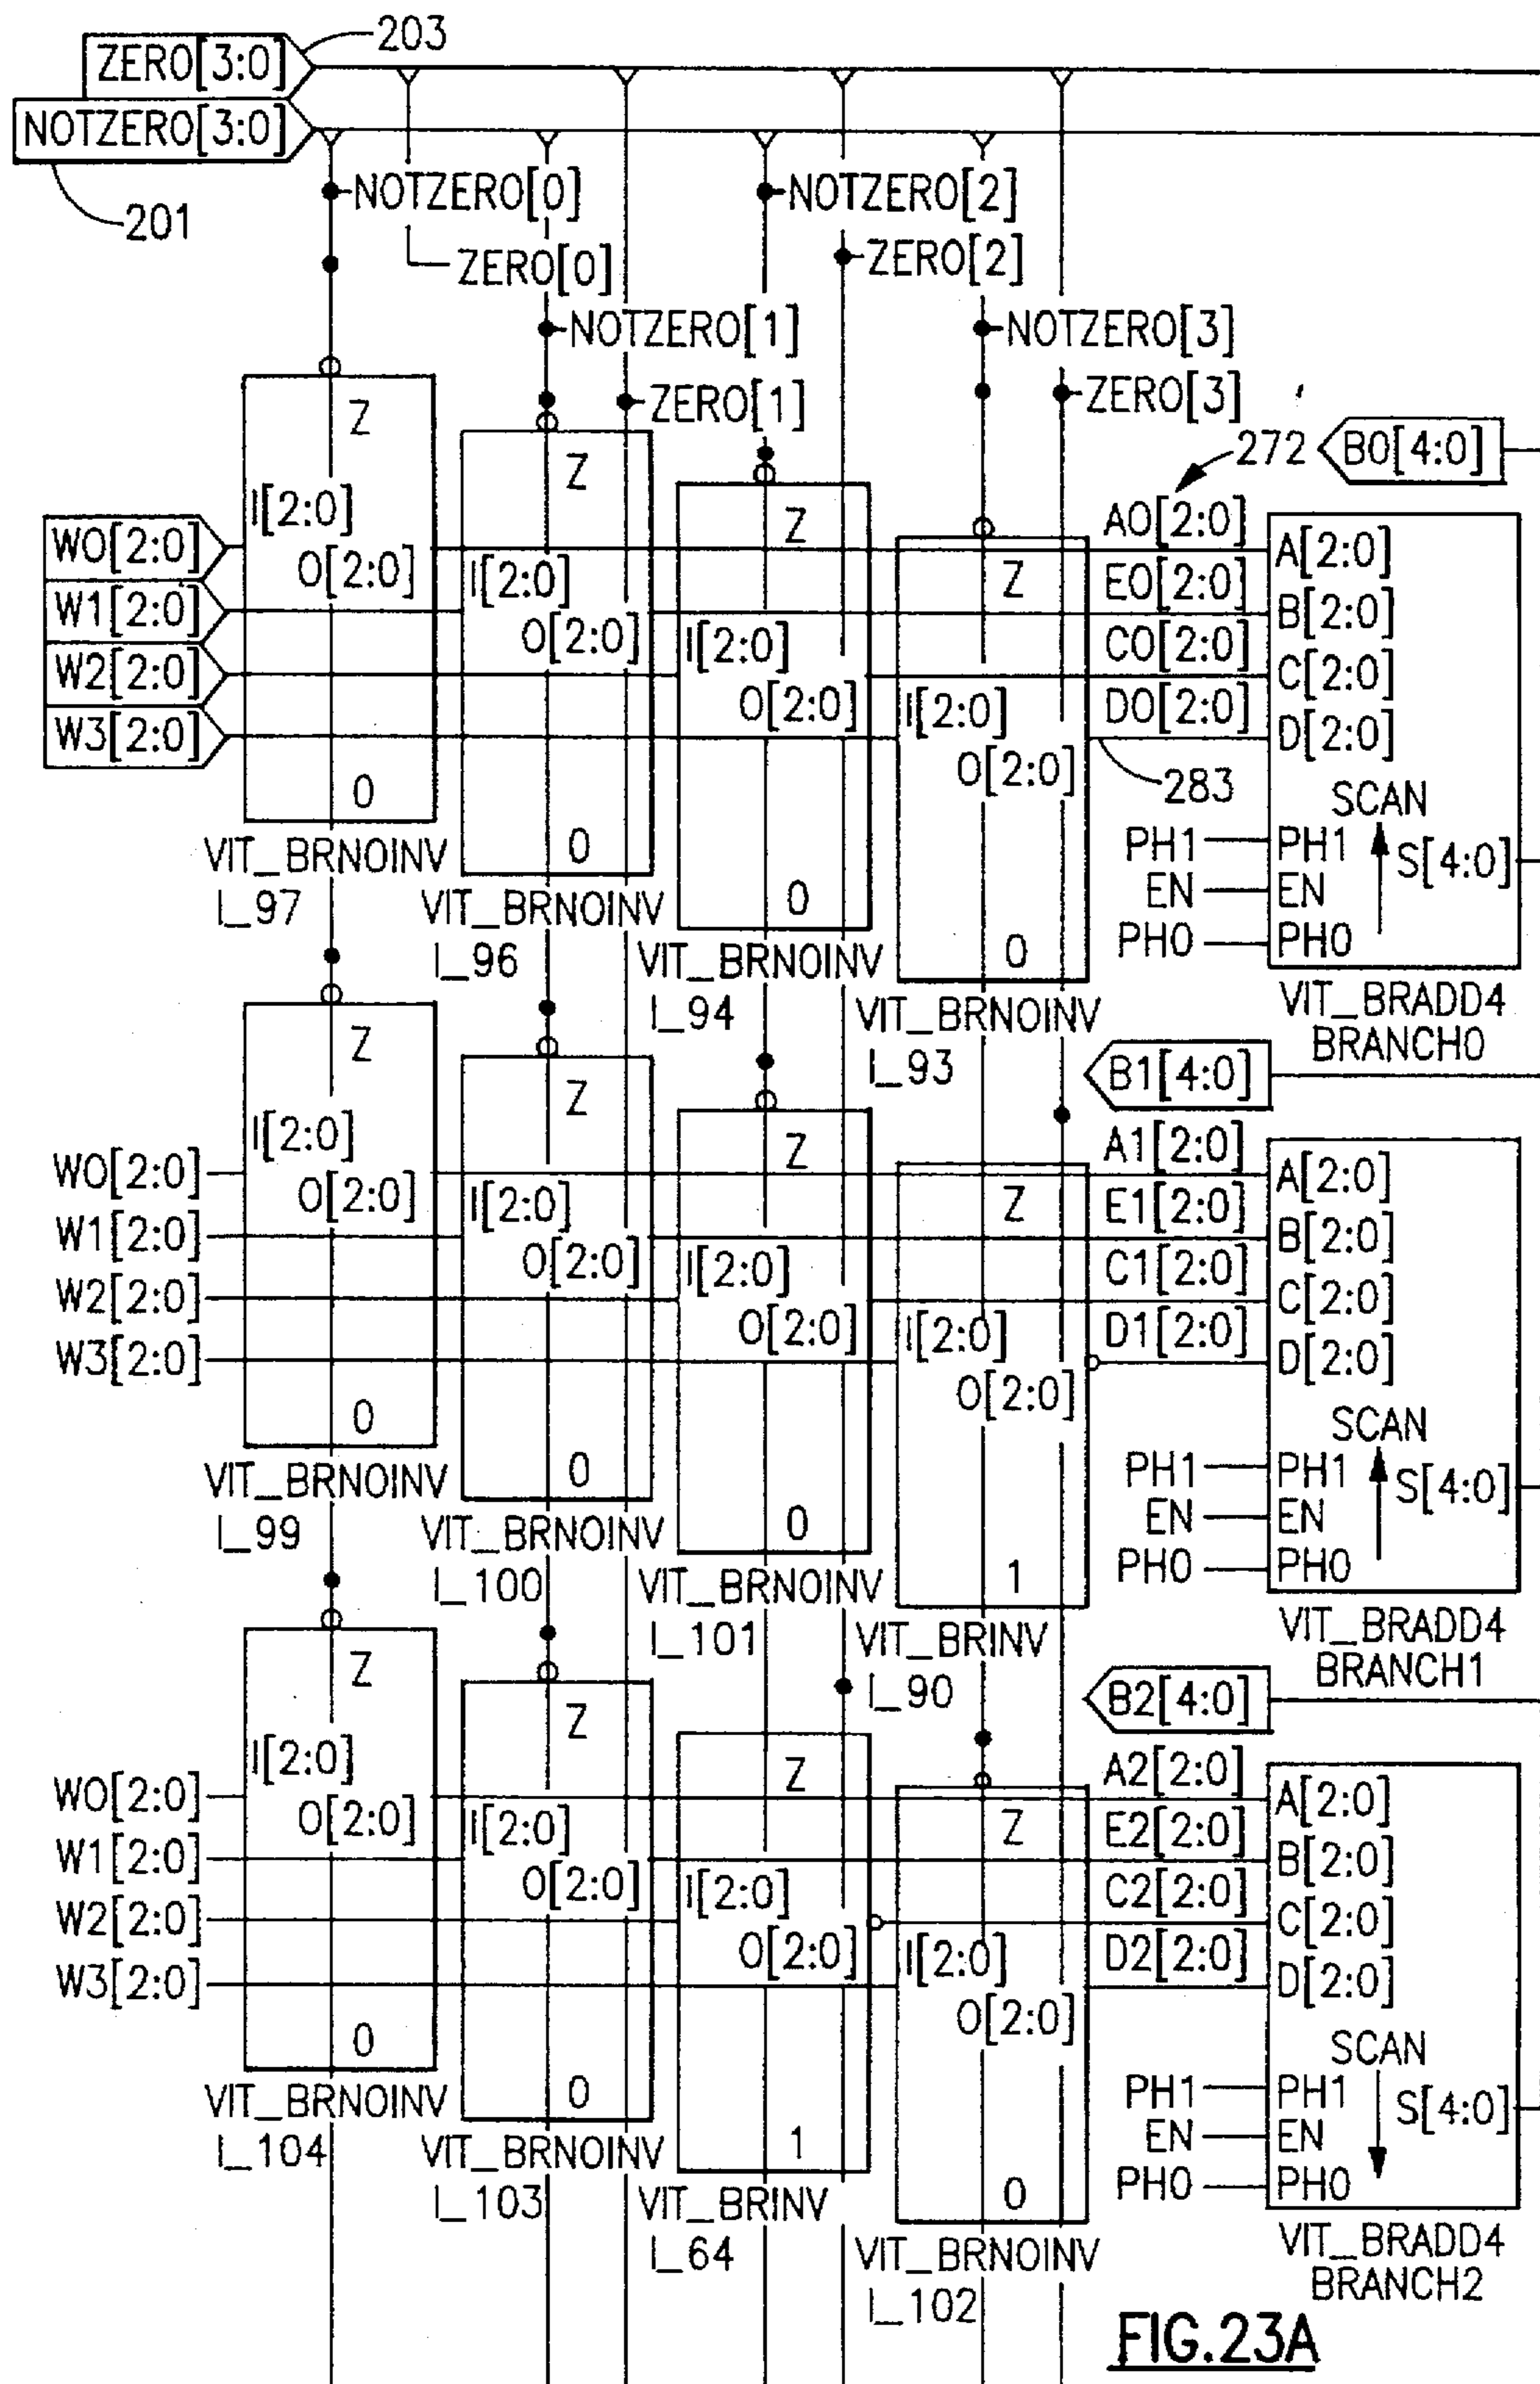 203
ZERO[3:0]
NOTZERO[3:0]
201
NOTZERO[0]
NOTZERO[2]
ZERO[0]
ZERO[2]
NOTZERO[1]
NOTZERO[3]
ZERO[1]
ZERO[3]
272
B0[4:0]
W0[2:0]
W1[2:0]
W2[2:0]
W3[2:0]
Z
I[2:0]
O[2:0]
0
VIT_BRNOINV
I_97
Z
I[2:0]
O[2:0]
0
VIT_BRNOINV
I_96
Z
I[2:0]
O[2:0]
0
VIT_BRNOINV
I_94
Z
I[2:0]
O[2:0]
0
VIT_BRNOINV
I_93
A0[2:0]
E0[2:0]
C0[2:0]
D0[2:0]
283
A[2:0]
B[2:0]
C[2:0]
D[2:0]
SCAN
PH1
PH1
S[4:0]
EN
EN
PH0
PH0
VIT_BRADD4
BRANCH0
B1[4:0]
W0[2:0]
W1[2:0]
W2[2:0]
W3[2:0]
Z
I[2:0]
O[2:0]
0
VIT_BRNOINV
I_99
Z
I[2:0]
O[2:0]
0
VIT_BRNOINV
I_100
Z
I[2:0]
O[2:0]
0
VIT_BRNOINV
I_101
Z
I[2:0]
O[2:0]
1
VIT_BRINV
I_90
A1[2:0]
E1[2:0]
C1[2:0]
D1[2:0]
A[2:0]
B[2:0]
C[2:0]
D[2:0]
SCAN
PH1
PH1
S[4:0]
EN
EN
PH0
PH0
VIT_BRADD4
BRANCH1
B2[4:0]
W0[2:0]
W1[2:0]
W2[2:0]
W3[2:0]
Z
I[2:0]
O[2:0]
0
VIT_BRNOINV
I_104
Z
I[2:0]
O[2:0]
0
VIT_BRNOINV
I_103
Z
I[2:0]
O[2:0]
1
VIT_BRINV
I_64
Z
I[2:0]
O[2:0]
0
VIT_BRNOINV
I_102
A2[2:0]
E2[2:0]
C2[2:0]
D2[2:0]
A[2:0]
B[2:0]
C[2:0]
D[2:0]
SCAN
PH1
PH1
S[4:0]
EN
EN
PH0
PH0
VIT_BRADD4
BRANCH2
FIG.23A